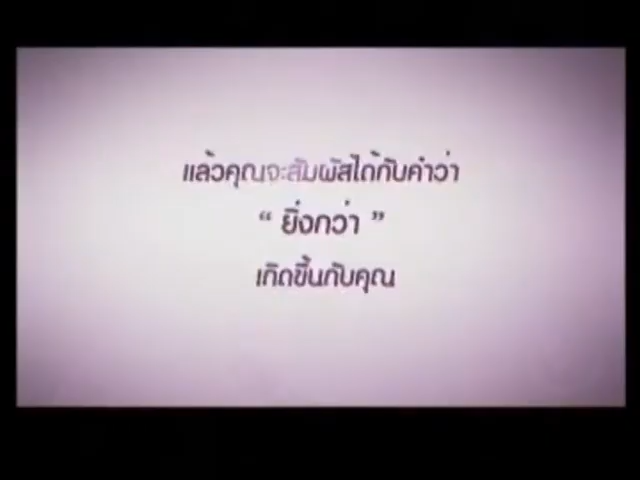 แล้วคุณจะสัมผัสได้กับคำว่า
“ ยิ่งกว่า ”
เกิดขึ้นกับคุณ